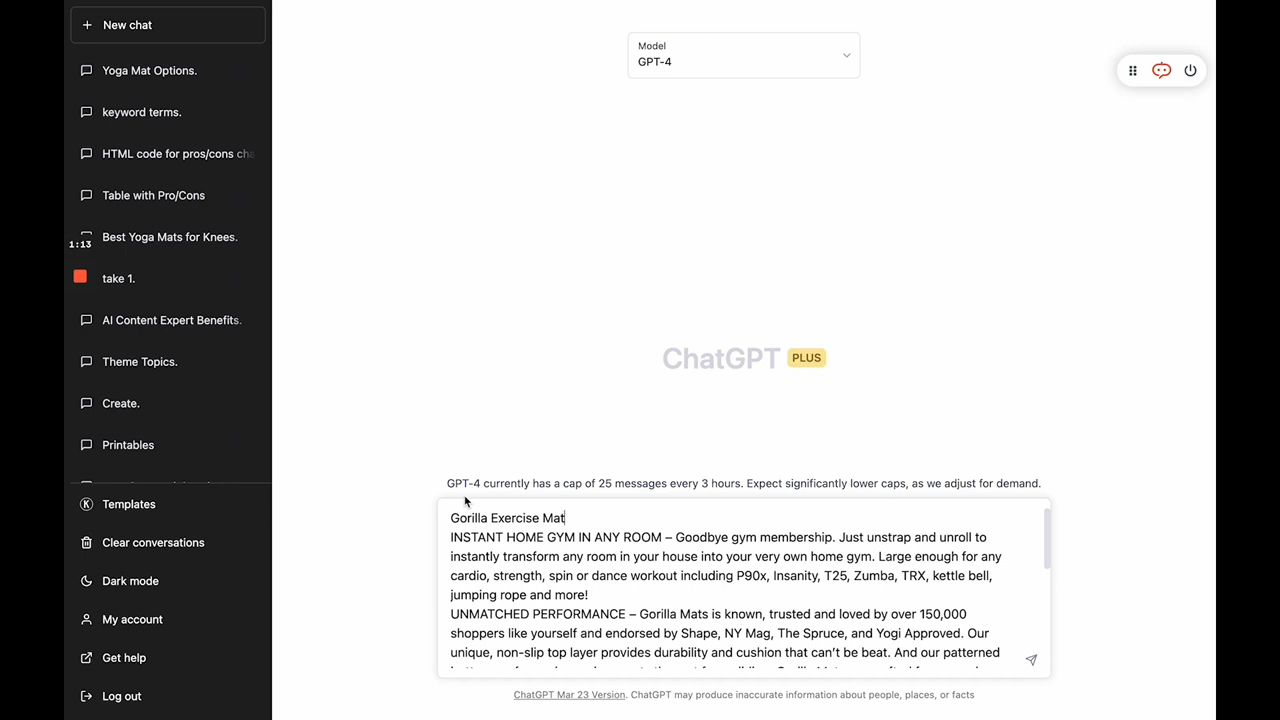 New chat
Yoga Mat Options.
keyword terms.
HTML code for pros/cons cha
Table with Pro/Cons
Best Yoga Mats for Knees.
1:13
take 1.
AI Content Expert Benefits.
Theme Topics.
Create.
Printables
Templates
Clear conversations
Dark mode
My account
Get help
Log out
Model
GPT-4
ChatGPT PLUS
GPT-4 currently has a cap of 25 messages every 3 hours. Expect significantly lower caps, as we adjust for demand.
Gorilla Exercise Mat
INSTANT HOME GYM IN ANY ROOM – Goodbye gym membership. Just unstrap and unroll to
instantly transform any room in your house into your very own home gym. Large enough for any
cardio, strength, spin or dance workout including P90x, Insanity, T25, Zumba, TRX, kettle bell,
jumping rope and more!
UNMATCHED PERFORMANCE – Gorilla Mats is known, trusted and loved by over 150,000
shoppers like yourself and endorsed by Shape, NY Mag, The Spruce, and Yogi Approved. Our
unique, non-slip top layer provides durability and cushion that can't be beat. And our patterned
ChatGPT Mar 23 Version. ChatGPT may produce inaccurate information about people, places, or facts